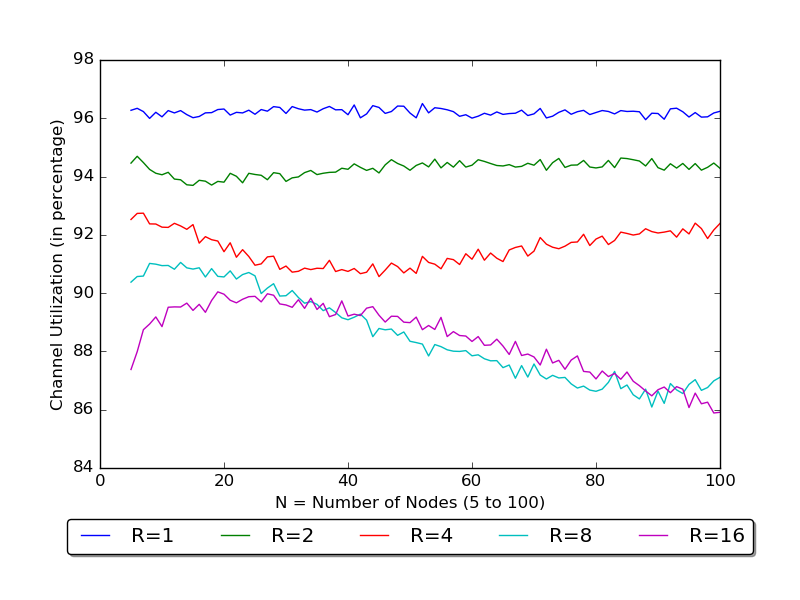 98
96
94
92
90
88
86
84
Channel Utilization (in percentage)
0 20 40 60 80 100
N = Number of Nodes (5 to 100)
R=1 R=2 R=4 R=8 R=16